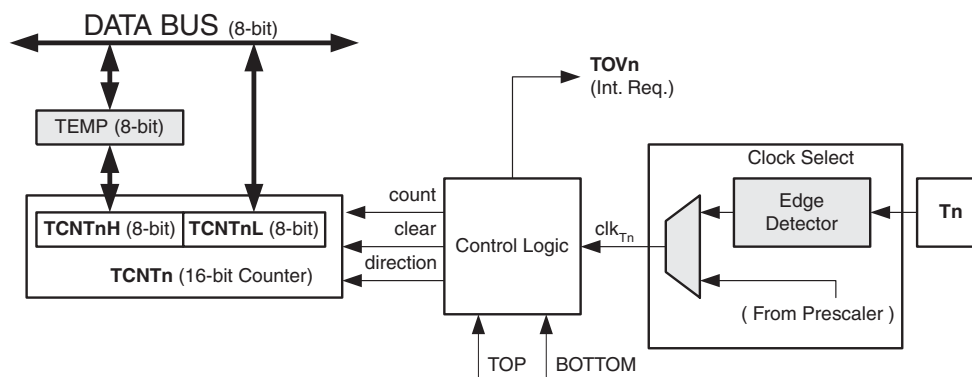 DATA BUS (8-bit)
TOVn
(Int. Req.)
TEMP (8-bit)
Clock Select
count
Edge
Detector
Tn
TCNTnH (8-bit) TCNTnL (8-bit)
clear
Control Logic
clkTn
TCNTn (16-bit Counter)
direction
( From Prescaler )
TOP
BOTTOM